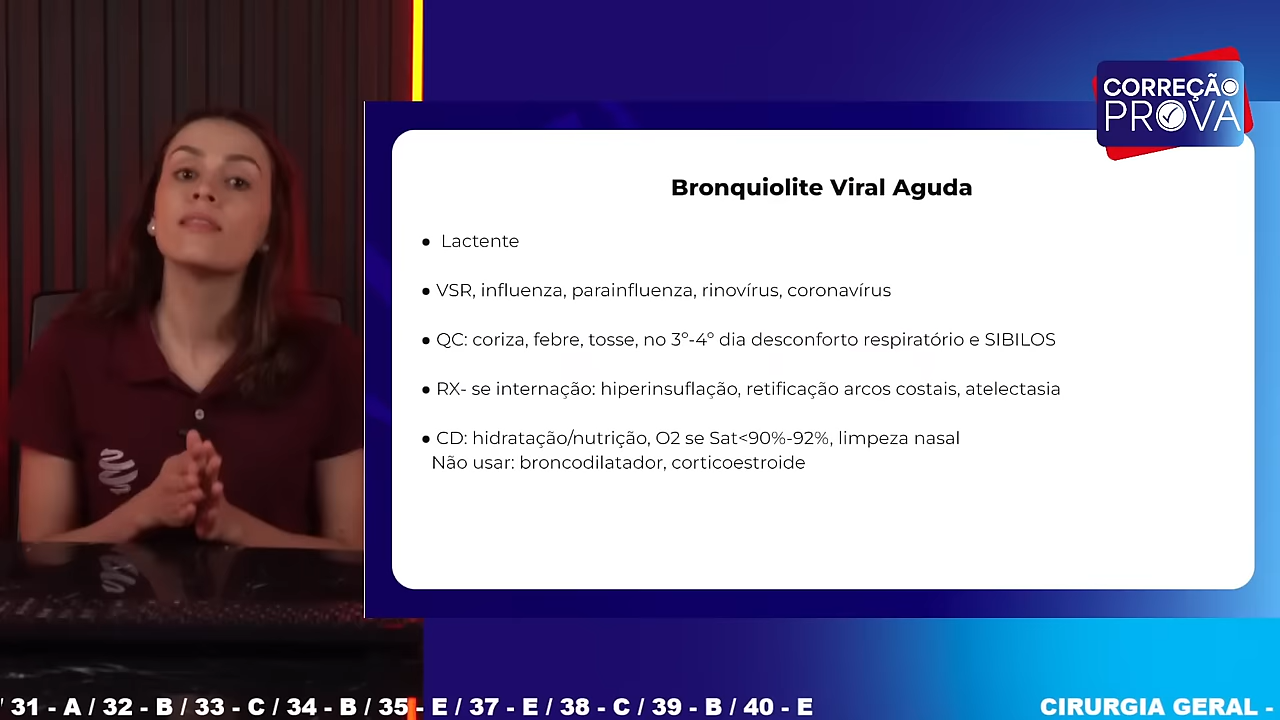 CORREÇÃO
PROVA
Bronquiolite Viral Aguda
● Lactente
● VSR, influenza, parainfluenza, rinovírus, coronavírus
● QC: coriza, febre, tosse, no 3º-4º dia desconforto respiratório e SIBILOS
● RX- se internação: hiperinsuflação, retificação arcos costais, atelectasia
● CD: hidratação/nutrição, O2 se Sat<90%-92%, limpeza nasal
Não usar: broncodilatador, corticoestroide
/ 31 - A / 32 - B / 33 - C / 34 - B / 35 - E / 37 - E / 38 - C / 39 - B / 40 - E CIRURGIA GERAL -